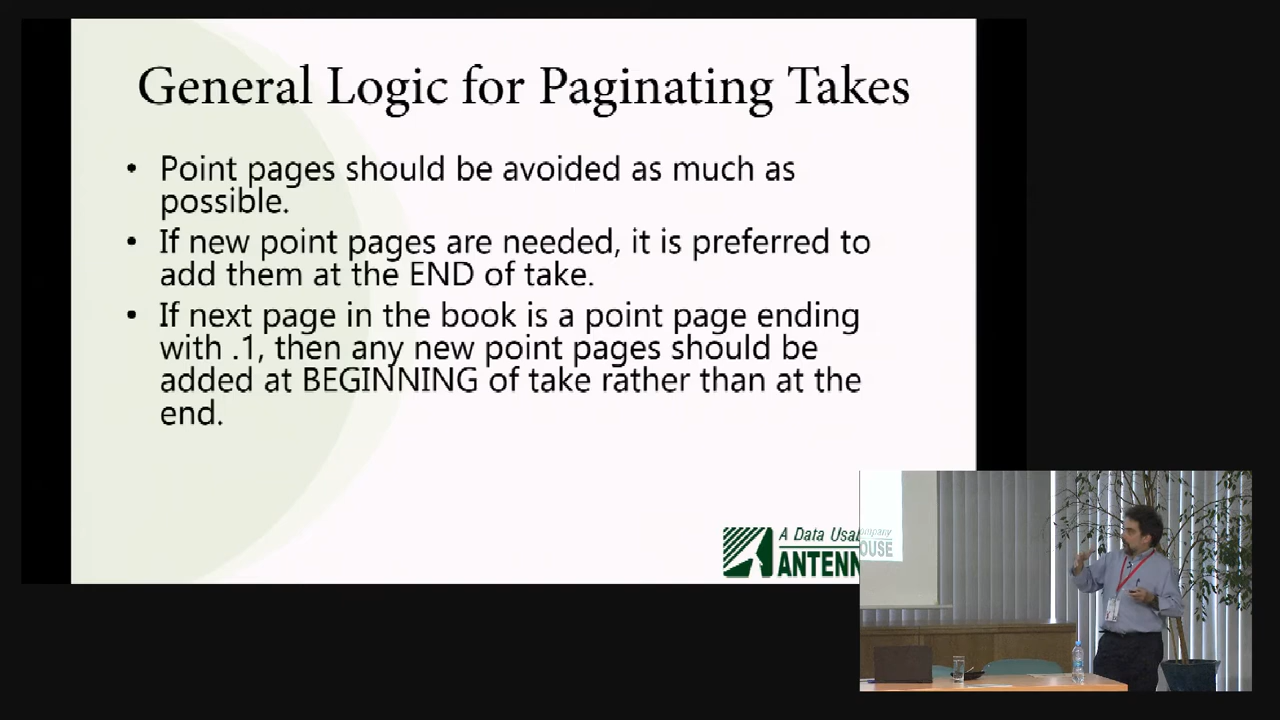 General Logic for Paginating Takes
• Point pages should be avoided as much as
possible.
• If new point pages are needed, it is preferred to
add them at the END of take.
• If next page in the book is a point page ending
with .1, then any new point pages should be
added at BEGINNING of take rather than at the
end.
A Data Usa
ANTENN
ompany
OUSE